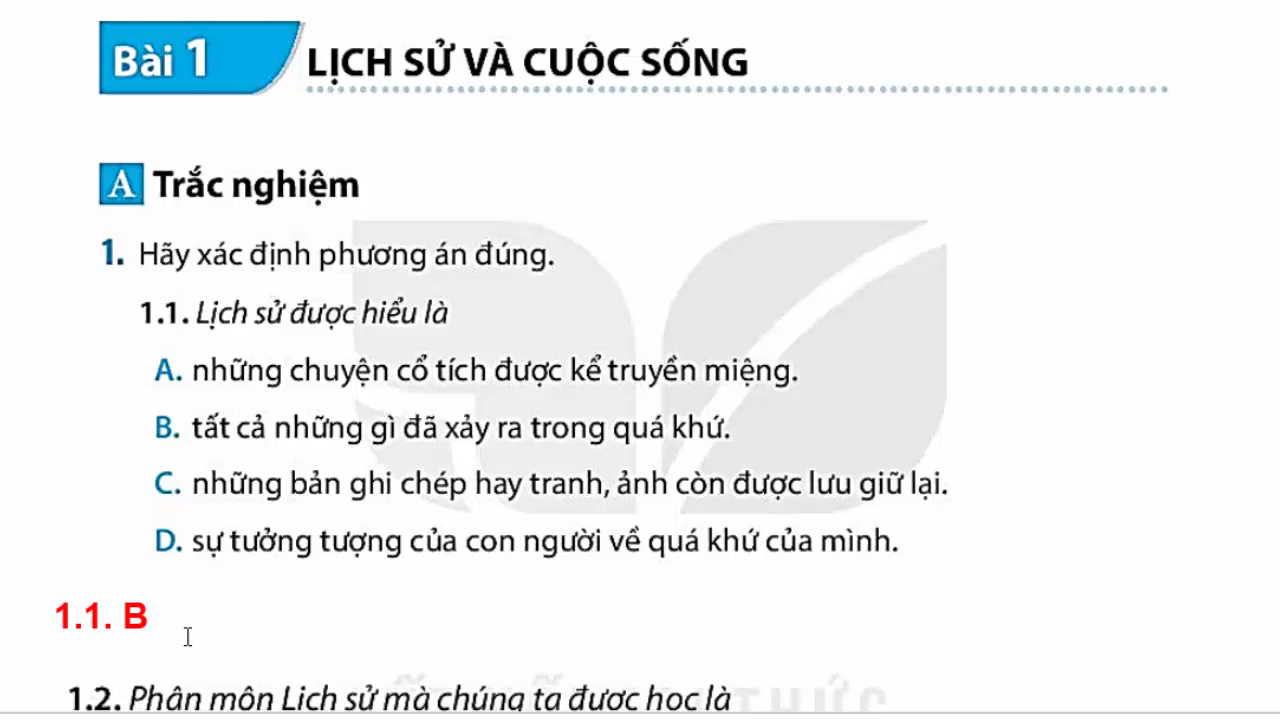 Bài 1 LỊCH SỬ VÀ CUỘC SỐNG
A Trắc nghiệm
1. Hãy xác định phương án đúng.
1.1. Lịch sử được hiểu là
A. những chuyện cổ tích được kể truyền miệng.
B. tất cả những gì đã xảy ra trong quá khứ.
C. những bản ghi chép hay tranh, ảnh còn được lưu giữ lại.
D. sự tưởng tượng của con người về quá khứ của mình.
1.1. B
1.2. Phân môn Lịch sử mà chúng ta được học là